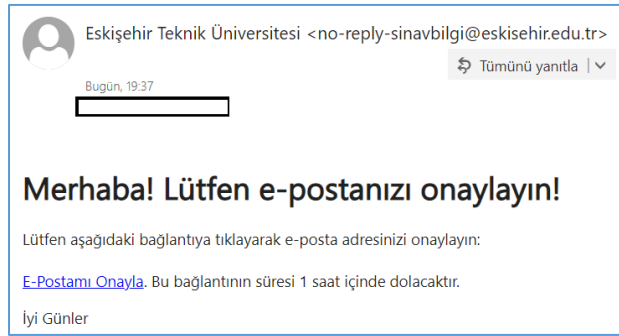 Eskişehir Teknik Üniversitesi <no-reply-sinavbilgi@eskisehir.edu.tr>
Tümünü yanıtla
Bugün, 19:37
Merhaba! Lütfen e-postanızı onaylayın!
Lütfen aşağıdaki bağlantıya tıklayarak e-posta adresinizi onaylayın:
E-Postamı Onayla. Bu bağlantının süresi 1 saat içinde dolacaktır.
İyi Günler